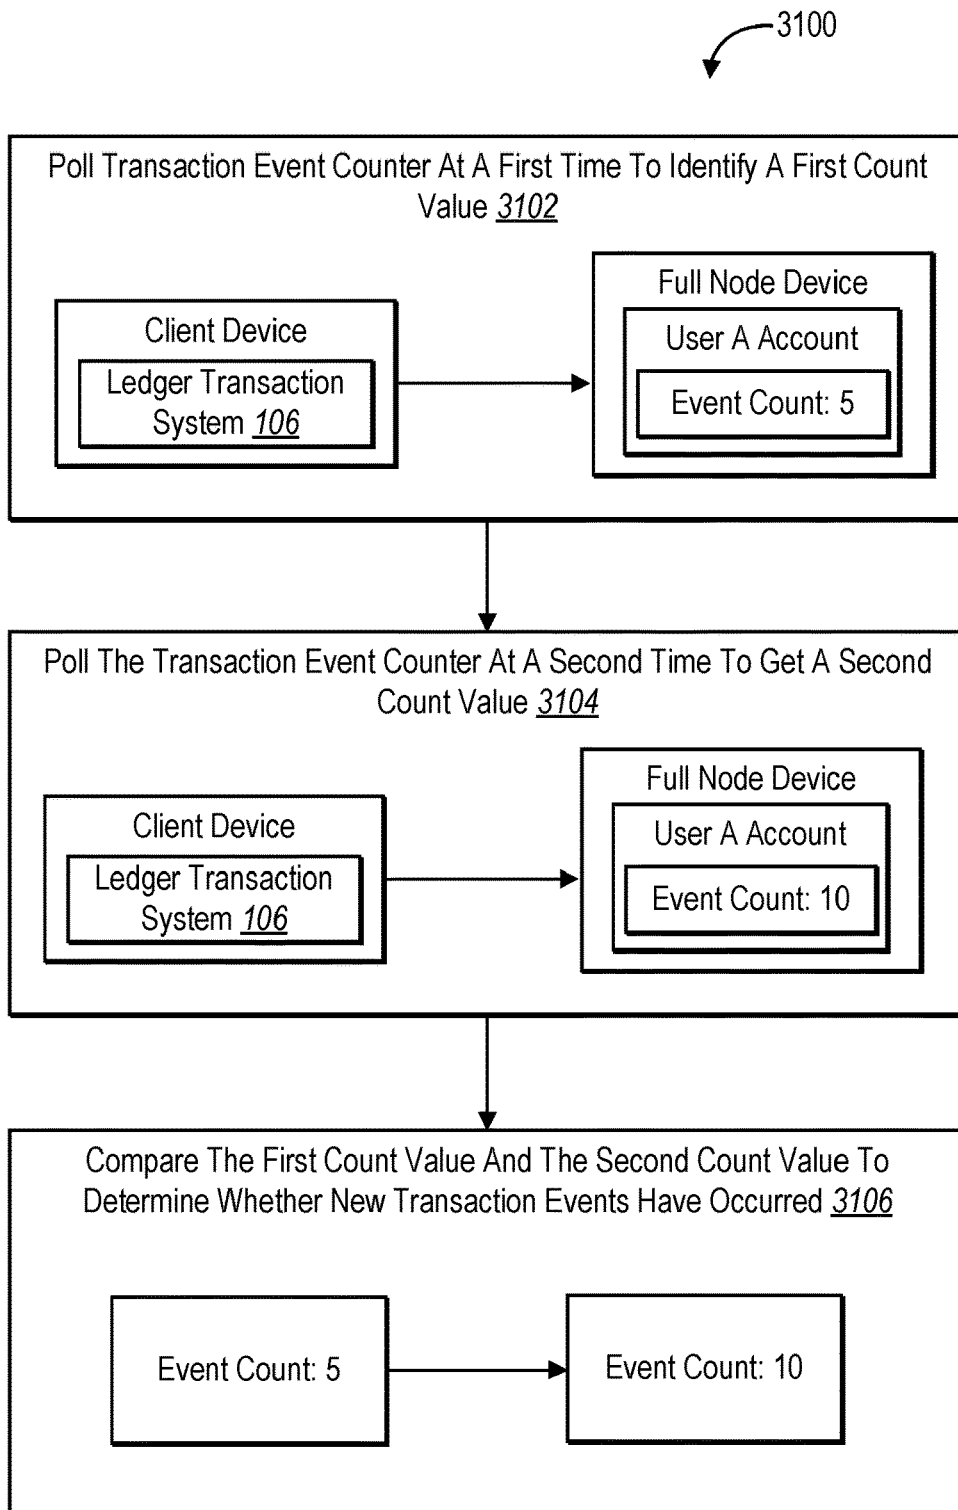 3100
Poll Transaction Event Counter At A First Time To Identify A First Count
Value 3102
Full Node Device
Client Device
User A Account
Ledger Transaction
System 106
Event Count: 5
Poll The Transaction Event Counter At A Second Time To Get A Second
Count Value 3104
Full Node Device
Client Device
User A Account
Ledger Transaction
System 106
Event Count: 10
Compare The First Count Value And The Second Count Value To
Determine Whether New Transaction Events Have Occurred 3106
Event Count: 5
Event Count: 10